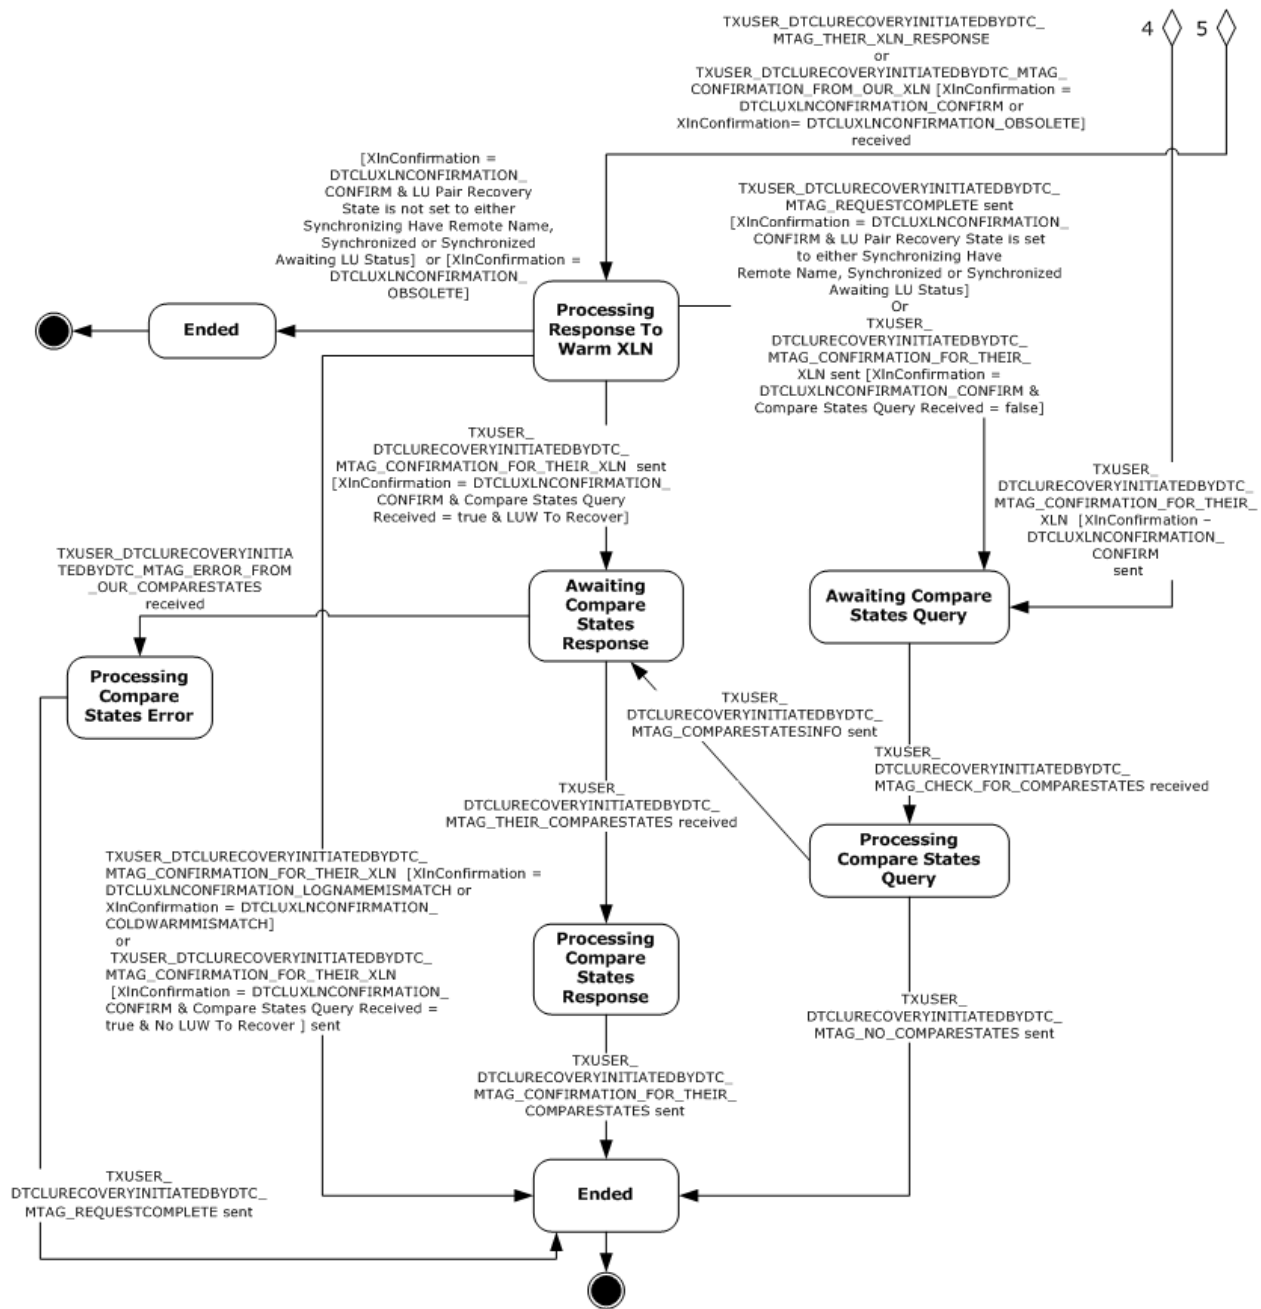 TXUSER_DTCLURECOVERYINITIATEDBYDTC_
MTAG_THEIR_XLN_RESPONSE
or
TXUSER_DTCLURECOVERYINITIATEDBYDTC_MTAG_
CONFIRMATION_FROM_OUR_XLN [XlnConfirmation =
DTCLUXLNCONFIRMATION_CONFIRM or
XlnConfirmation= DTCLUXLNCONFIRMATION_OBSOLETE]
received
4
5
[XlnConfirmation =
DTCLUXLNCONFIRMATION_
CONFIRM & LU Pair Recovery
State is not set to either
Synchronizing Have Remote Name,
Synchronized or Synchronized
Awaiting LU Status] or [XlnConfirmation =
DTCLUXLNCONFIRMATION_
OBSOLETE]
TXUSER_DTCLURECOVERYINITIATEDBYDTC_
MTAG_REQUESTCOMPLETE sent
[XlnConfirmation = DTCLUXLNCONFIRMATION_
CONFIRM & LU Pair Recovery State is set
to either Synchronizing Have
Remote Name, Synchronized or Synchronized
Awaiting LU Status]
Or
TXUSER_
DTCLURECOVERYINITIATEDBYDTC_
MTAG_CONFIRMATION_FOR_THEIR_
XLN sent [XlnConfirmation =
DTCLUXLNCONFIRMATION_CONFIRM &
Compare States Query Received = false]
Ended
Processing
Response To
Warm XLN
TXUSER_
DTCLURECOVERYINITIATEDBYDTC_
MTAG_CONFIRMATION_FOR_THEIR_XLN sent
[XlnConfirmation = DTCLUXLNCONFIRMATION_
CONFIRM & Compare States Query
Received = true & LUW To Recover]
TXUSER_
DTCLURECOVERYINITIATEDBYDTC_
MTAG_CONFIRMATION_FOR_THEIR_
XLN [XlnConfirmation –
DTCLUXLNCONFIRMATION_
CONFIRM
sent
TXUSER_DTCLURECOVERYINITIA
TEDBYDTC_MTAG_ERROR_FROM
_OUR_COMPARESTATES
received
Awaiting
Compare
States
Response
Awaiting Compare
States Query
Processing
Compare
States Error
TXUSER_
DTCLURECOVERYINITIATEDBYDTC_
MTAG_COMPARESTATESINFO sent
TXUSER_
DTCLURECOVERYINITIATEDBYDTC_
MTAG_CHECK_FOR_COMPARESTATES received
TXUSER_
DTCLURECOVERYINITIATEDBYDTC_
MTAG_THEIR_COMPARESTATES received
Processing
Compare States
Query
TXUSER_DTCLURECOVERYINITIATEDBYDTC_
MTAG_CONFIRMATION_FOR_THEIR_XLN [XlnConfirmation =
DTCLUXLNCONFIRMATION_LOGNAMEMISMATCH or
XlnConfirmation = DTCLUXLNCONFIRMATION_
COLDWARMMISMATCH]
or
TXUSER_DTCLURECOVERYINITIATEDBYDTC_
MTAG_CONFIRMATION_FOR_THEIR_XLN
[XlnConfirmation = DTCLUXLNCONFIRMATION_
CONFIRM & Compare States Query Received =
true & No LUW To Recover ] sent
Processing
Compare
States
Response
TXUSER_
DTCLURECOVERYINITIATEDBYDTC_
MTAG_NO_COMPARESTATES sent
TXUSER_
DTCLURECOVERYINITIATEDBYDTC_
MTAG_CONFIRMATION_FOR_THEIR_
COMPARESTATES sent
TXUSER_
DTCLURECOVERYINITIATEDBYDTC_
MTAG_REQUESTCOMPLETE sent
Ended